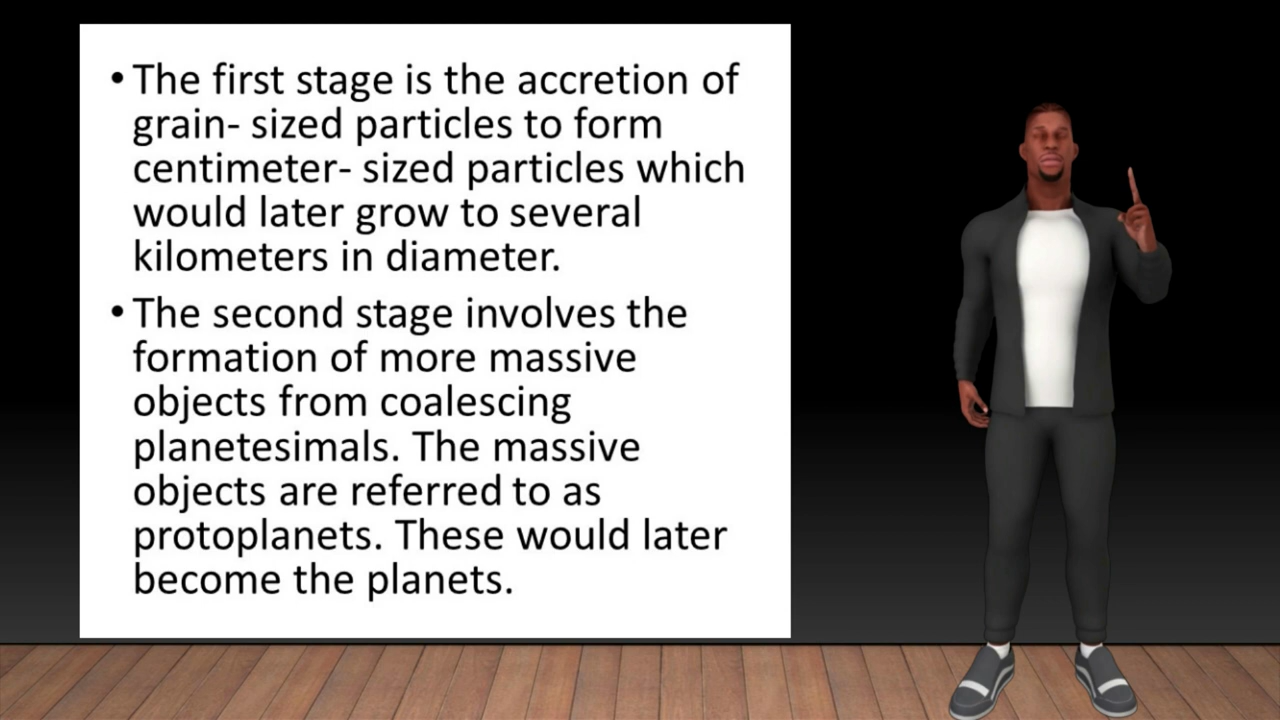 • The first stage is the accretion of
grain- sized particles to form
centimeter- sized particles which
would later grow to several
kilometers in diameter.
• The second stage involves the
formation of more massive
objects from coalescing
planetesimals. The massive
objects are referred to as
protoplanets. These would later
become the planets.